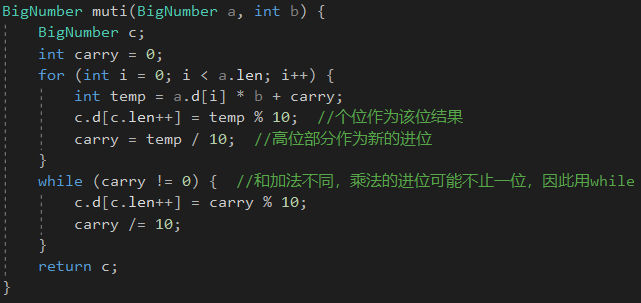 BigNumber muti(BigNumber a, int b) {
    BigNumber c;
    int carry = 0;
    for (int i = 0; i < a.len; i++) {
        int temp = a.d[i] * b + carry;
        c.d[c.len++] = temp % 10;  //个位作为该位结果
        carry = temp / 10;  //高位部分作为新的进位
    }
    while (carry != 0) {  //和加法不同，乘法的进位可能不止一位，因此用while
        c.d[c.len++] = carry % 10;
        carry /= 10;
    }
    return c;
}